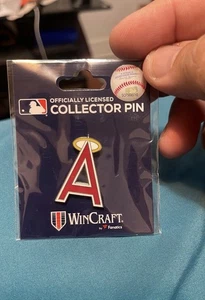 OFFICIALLY LICENSED
COLLECTOR PIN
A
WINCRAFT
by Fanatics